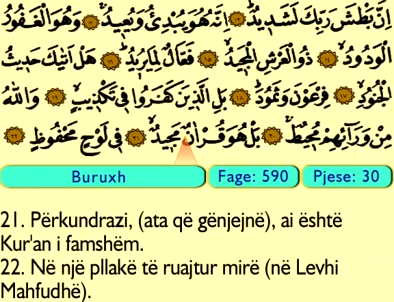 إِنَّ بَطْشَ رَبِّكَ لَشَدِيدٌ ۝ إِنَّهُ هُوَ يُبْدِئُ وَيُعِيدُ ۝ وَهُوَ الْغَفُورُ
الْوَدُودُ ۝ ذُو الْعَرْشِ الْمَجِيدُ ۝ فَعَّالٌ لِمَا يُرِيدُ ۝ هَلْ أَتٰيكَ حَدِيثُ
الْجُنُودِ ۝ فِرْعَوْنَ وَثَمُودَ ۝ بَلِ الَّذِينَ كَفَرُوا فِي تَكْذِيبٍ ۝ وَاللّٰهُ
مِنْ وَرَائِهِمْ مُحِيطٌ ۝ بَلْ هُوَ قُرْاٰنٌ مَجِيدٌ ۝ فِي لَوْحٍ مَحْفُوظٍ ۝
Buruxh Fage: 590 Pjese: 30
21. Përkundrazi, (ata që gënjejnë), ai është
Kur'an i famshëm.
22. Në një pllakë të ruajtur mirë (në Levhi
Mahfudhë).